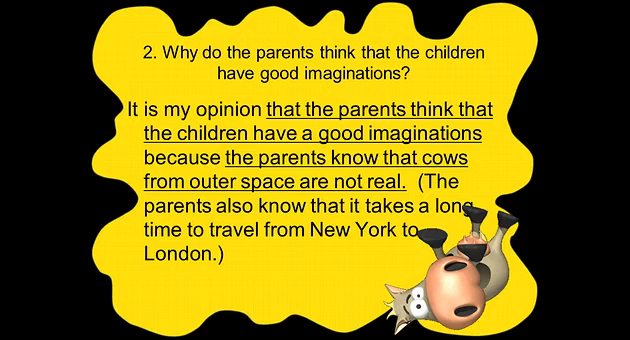 2. Why do the parents think that the children
have good imaginations?
It is my opinion that the parents think that
the children have a good imaginations
because the parents know that cows
from outer space are not real. (The
parents also know that it takes a long
time to travel from New York to
London.)